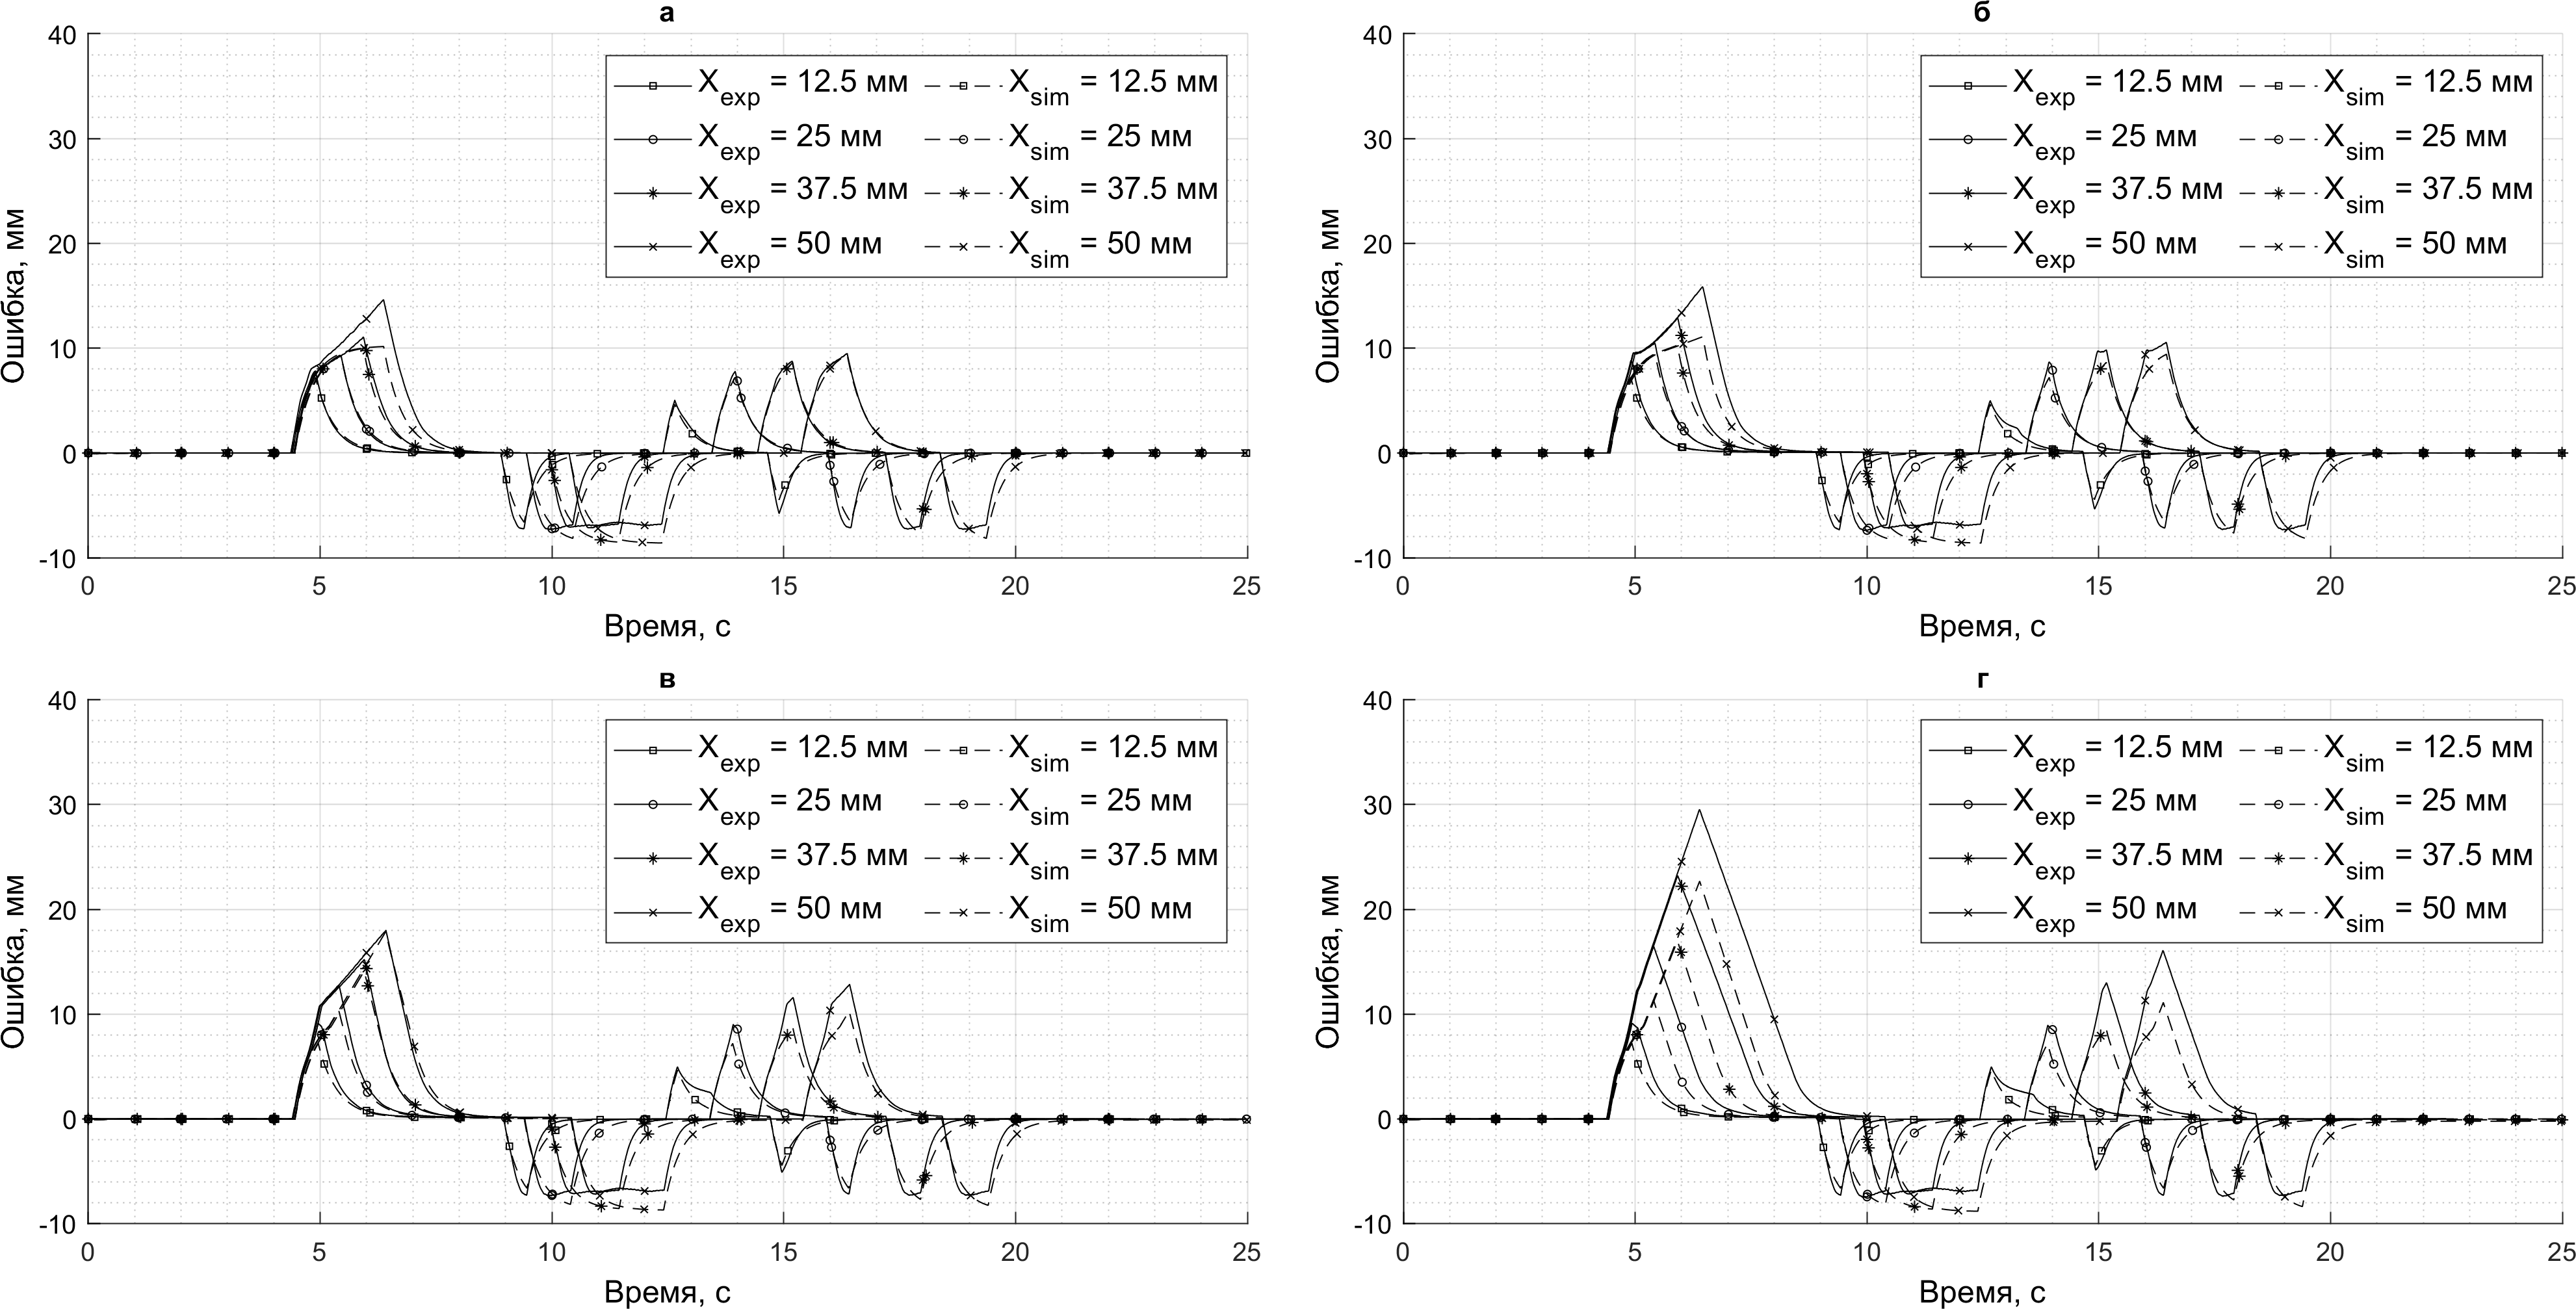 а
40
30
20
10
0
-10
Ошибка, мм
X_exp = 12.5 мм X_sim = 12.5 мм
X_exp = 25 мм X_sim = 25 мм
X_exp = 37.5 мм X_sim = 37.5 мм
X_exp = 50 мм X_sim = 50 мм
0 5 10 15 20 25
Время, с
б
40
30
20
10
0
-10
Ошибка, мм
X_exp = 12.5 мм X_sim = 12.5 мм
X_exp = 25 мм X_sim = 25 мм
X_exp = 37.5 мм X_sim = 37.5 мм
X_exp = 50 мм X_sim = 50 мм
0 5 10 15 20 25
Время, с
в
40
30
20
10
0
-10
Ошибка, мм
X_exp = 12.5 мм X_sim = 12.5 мм
X_exp = 25 мм X_sim = 25 мм
X_exp = 37.5 мм X_sim = 37.5 мм
X_exp = 50 мм X_sim = 50 мм
0 5 10 15 20 25
Время, с
г
40
30
20
10
0
-10
Ошибка, мм
X_exp = 12.5 мм X_sim = 12.5 мм
X_exp = 25 мм X_sim = 25 мм
X_exp = 37.5 мм X_sim = 37.5 мм
X_exp = 50 мм X_sim = 50 мм
0 5 10 15 20 25
Время, с